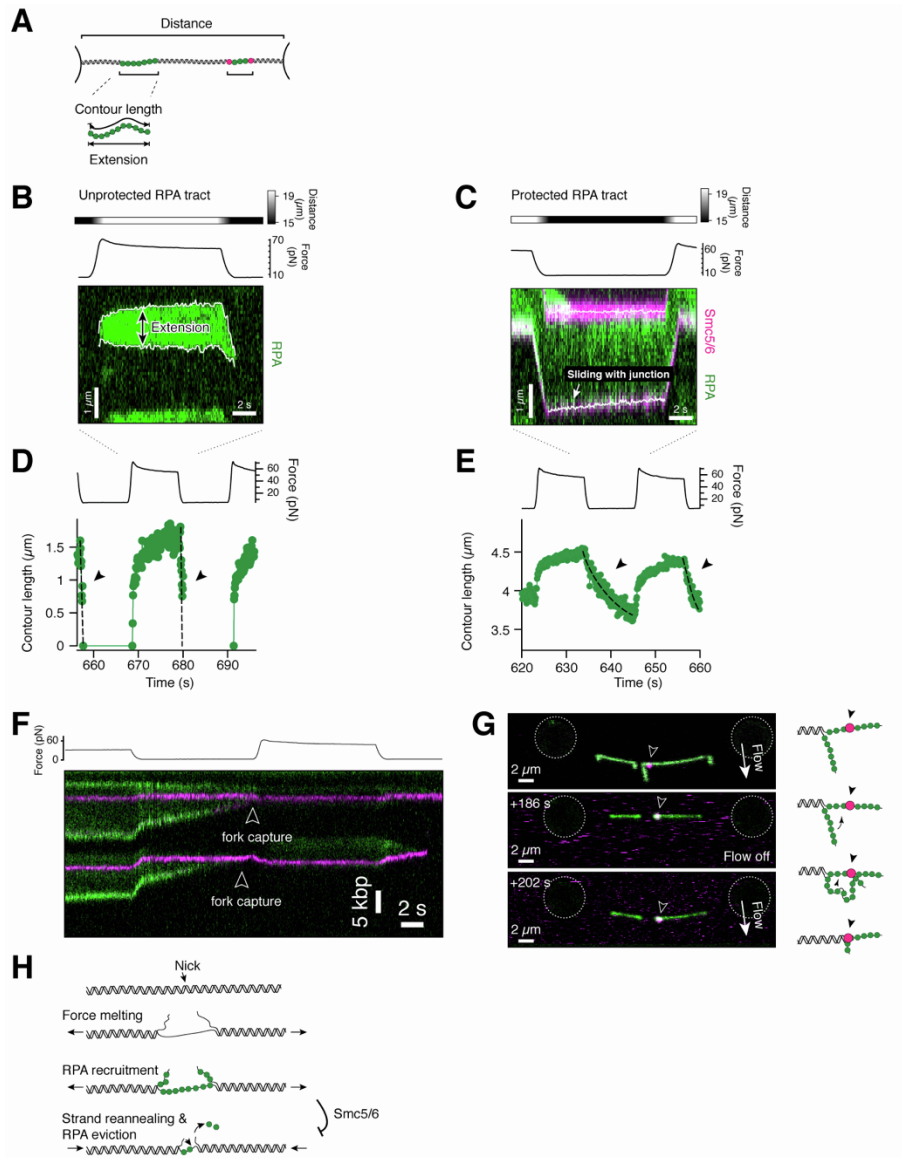 A
Distance
Contour length
Extension
B
Unprotected RPA tract
19
15
Distance
(μm)
70
10
Force
(pN)
Extension
RPA
1 μm
2 s
C
Protected RPA tract
19
15
Distance
(μm)
60
10
Force
(pN)
Smc5/6
RPA
Sliding with junction
1 μm
2 s
D
60
40
20
Force (pN)
Contour length (μm)
1.5
1
0.5
0
660 670 680 690
Time (s)
E
60
40
20
Force (pN)
Contour length (μm)
4.5
4
3.5
620 630 640 650 660
Time (s)
F
Force (pN)
60
0
fork capture
fork capture
5 kbp
2 s
G
Flow
2 μm
+186 s
2 μm
Flow off
+202 s
2 μm
Flow
H
Nick
Force melting
RPA recruitment
Smc5/6
Strand reannealing &
RPA eviction